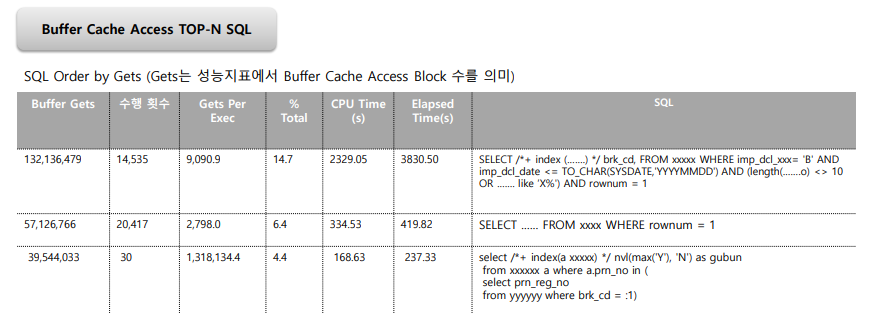 Buffer Cache Access TOP-N SQL
SQL Order by Gets (Gets는 성능지표에서 Buffer Cache Access Block 수를 의미)
Buffer Gets 수행 횟수 Gets Per Exec % Total CPU Time (s) Elapsed Time(s) SQL
132,136,479 14,535 9,090.9 14.7 2329.05 3830.50 SELECT /*+ index (.......) */ brk_cd, FROM xxxxx WHERE imp_dcl_xxx= 'B' AND
imp_dcl_date <= TO_CHAR(SYSDATE,'YYYYMMDD') AND (length(.......o) <> 10
OR ....... like 'X%') AND rownum = 1
57,126,766 20,417 2,798.0 6.4 334.53 419.82 SELECT ...... FROM xxxx WHERE rownum = 1
39,544,033 30 1,318,134.4 4.4 168.63 237.33 select /*+ index(a xxxxx) */ nvl(max('Y'), 'N') as gubun
from xxxxxx a where a.prn_no in (
select prn_reg_no
from yyyyyy where brk_cd = :1)